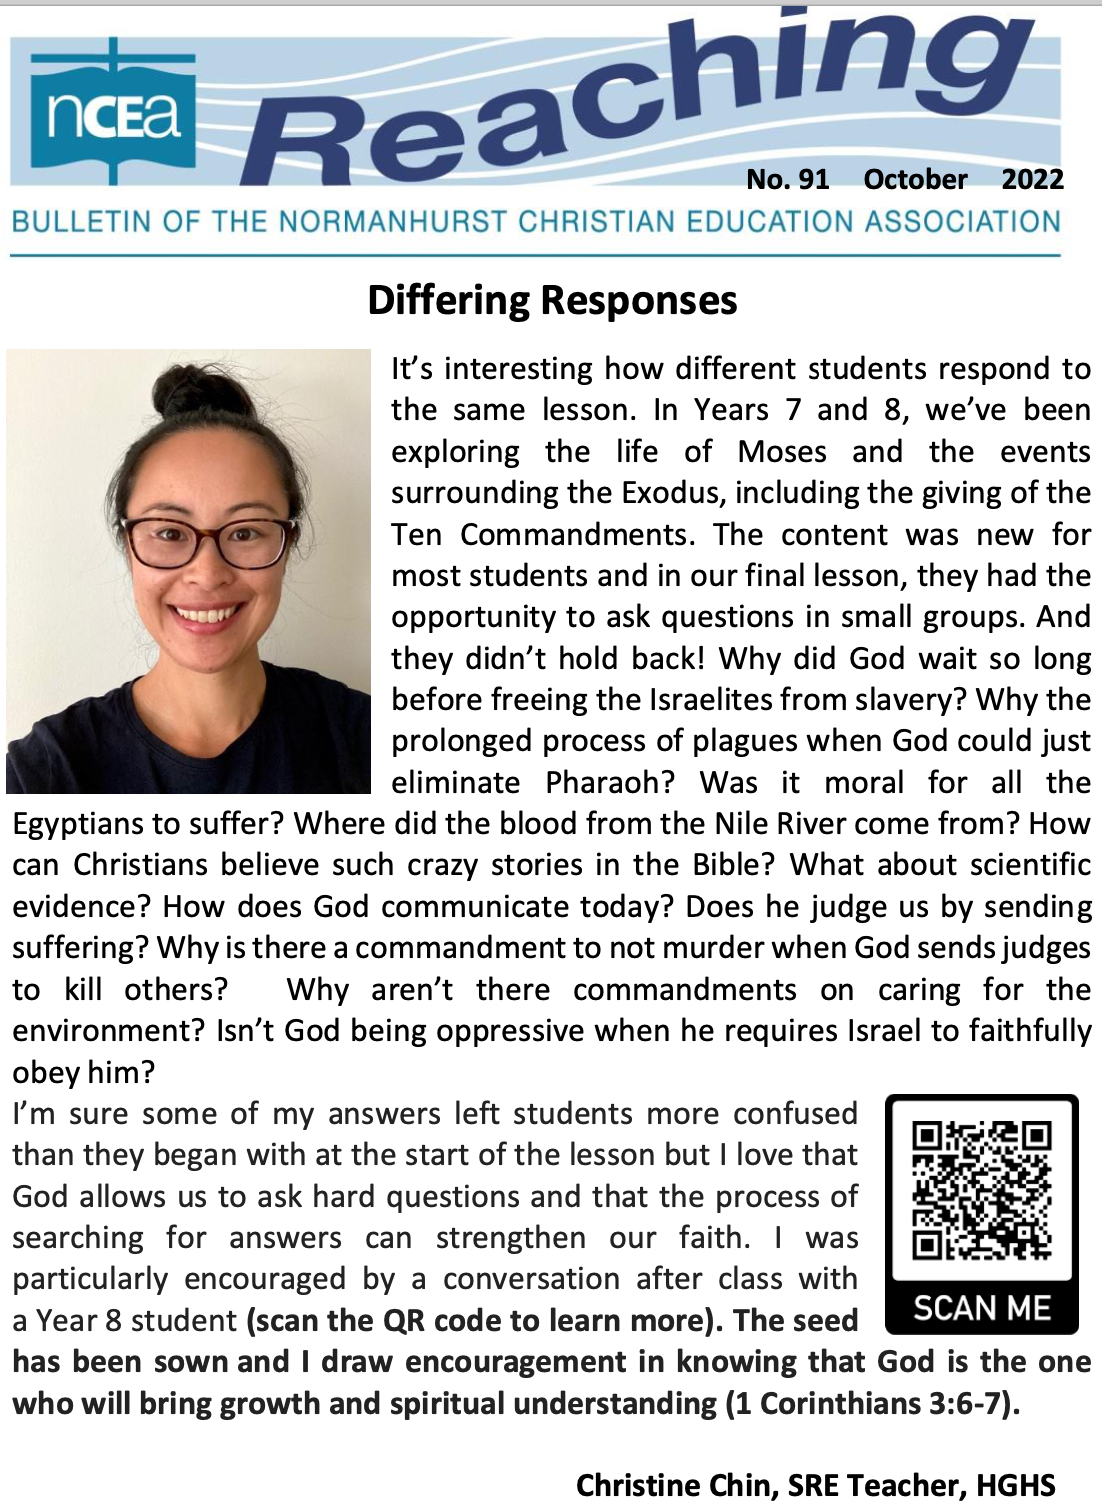 ncea
Reaching
No. 91 October 2022
BULLETIN OF THE NORMANHURST CHRISTIAN EDUCATION ASSOCIATION
Differing Responses
It’s interesting how different students respond to
the same lesson. In Years 7 and 8, we’ve been
exploring the life of Moses and the events
surrounding the Exodus, including the giving of the
Ten Commandments. The content was new for
most students and in our final lesson, they had the
opportunity to ask questions in small groups. And
they didn’t hold back! Why did God wait so long
before freeing the Israelites from slavery? Why the
prolonged process of plagues when God could just
eliminate Pharaoh? Was it moral for all the
Egyptians to suffer? Where did the blood from the Nile River come from? How
can Christians believe such crazy stories in the Bible? What about scientific
evidence? How does God communicate today? Does he judge us by sending
suffering? Why is there a commandment to not murder when God sends judges
to kill others? Why aren’t there commandments on caring for the
environment? Isn’t God being oppressive when he requires Israel to faithfully
obey him?
I’m sure some of my answers left students more confused
than they began with at the start of the lesson but I love that
God allows us to ask hard questions and that the process of
searching for answers can strengthen our faith. I was
particularly encouraged by a conversation after class with
a Year 8 student (scan the QR code to learn more). The seed
has been sown and I draw encouragement in knowing that God is the one
who will bring growth and spiritual understanding (1 Corinthians 3:6-7).
SCAN ME
Christine Chin, SRE Teacher, HGHS